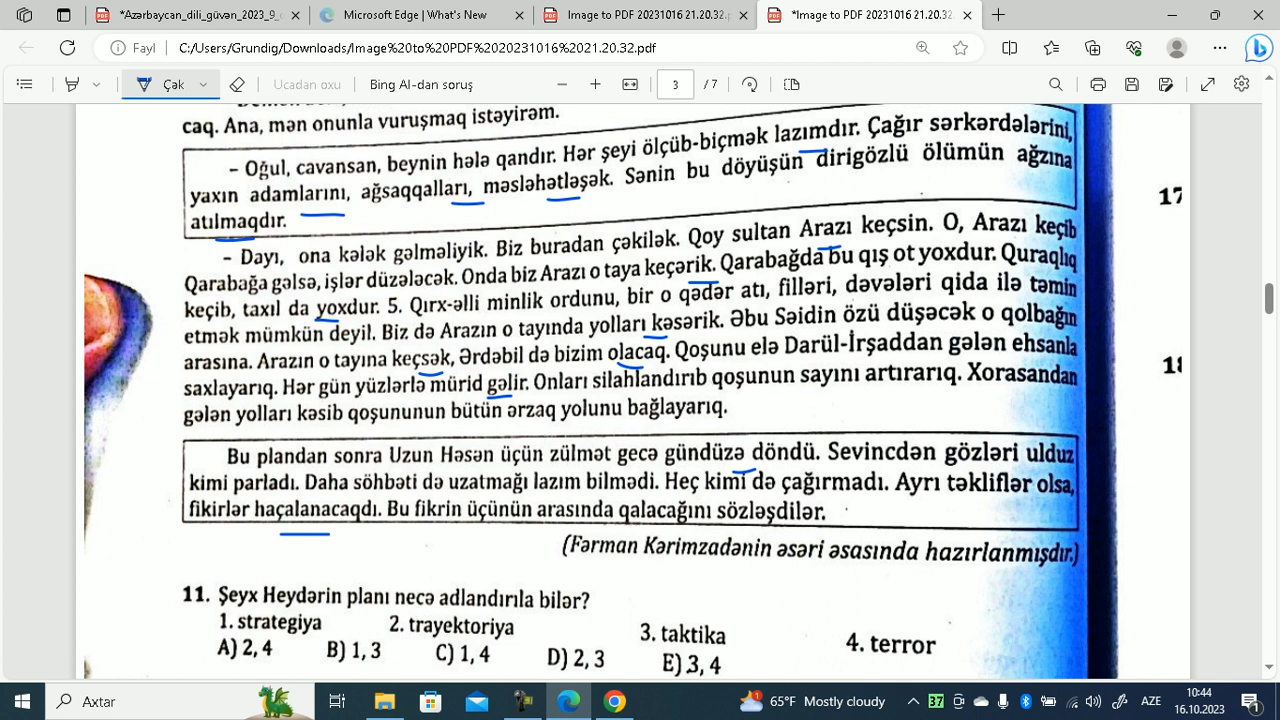 *Azərbaycan_dili_güvən_2023_9_
Microsoft Edge | What's New
Image to PDF 20231016 21.20.32.
*Image to PDF 20231016 21.20.32
Fayl
C:/Users/Grundig/Downloads/Image%20to%20PDF%2020231016%2021.20.32.pdf
Çək
Ucadan oxu
Bing AI-dan soruş
3 / 7
caq. Ana, mən onunla vuruşmaq istəyirəm.
– Oğul, cavansan, beynin hələ qandır. Hər şeyi ölçüb-biçmək lazımdır. Çağır sərkərdələrini,
yaxın adamlarını, ağsaqqalları, məsləhətləşək. Sənin bu döyüşün dirigözlü ölümün ağzına
atılmaqdır.
– Dayı, ona kələk gəlməliyik. Biz buradan çəkilək. Qoy sultan Arazı keçsin. O, Arazı keçib
Qarabağa gəlsə, işlər düzələcək. Onda biz Arazı o taya keçərik. Qarabağda bu qış ot yoxdur. Quraqlıq
keçib, taxıl da yoxdur. 5. Qırx-əlli minlik ordunu, bir o qədər atı, filləri, dəvələri qida ilə təmin
etmək mümkün deyil. Biz də Arazın o tayında yolları kəsərik. Əbu Səidin özü düşəcək o qolbağın
arasına. Arazın o tayına keçsək, Ərdəbil də bizim olacaq. Qoşunu elə Darül-İrşaddan gələn ehsanla
saxlayarıq. Hər gün yüzlərlə mürid gəlir. Onları silahlandırıb qoşunun sayını artırarıq. Xorasandan
gələn yolları kəsib qoşununun bütün ərzaq yolunu bağlayarıq.
Bu plandan sonra Uzun Həsən üçün zülmət gecə gündüzə döndü. Sevincdən gözləri ulduz
kimi parladı. Daha söhbəti də uzatmağı lazım bilmədi. Heç kimi də çağırmadı. Ayrı təkliflər olsa,
fikirlər haçalanacaqdı. Bu fikrin üçünün arasında qalacağını sözləşdilər.
(Fərman Kərimzadənin əsəri əsasında hazırlanmışdır.)
11. Şeyx Heydərin planı necə adlandırıla bilər?
1. strategiya 2. trayektoriya 3. taktika 4. terror
A) 2, 4 B) 1, 3 C) 1, 4 D) 2, 3 E) 3, 4
17
18
Axtar
65°F Mostly cloudy
37
AZE
10:44
16.10.2023